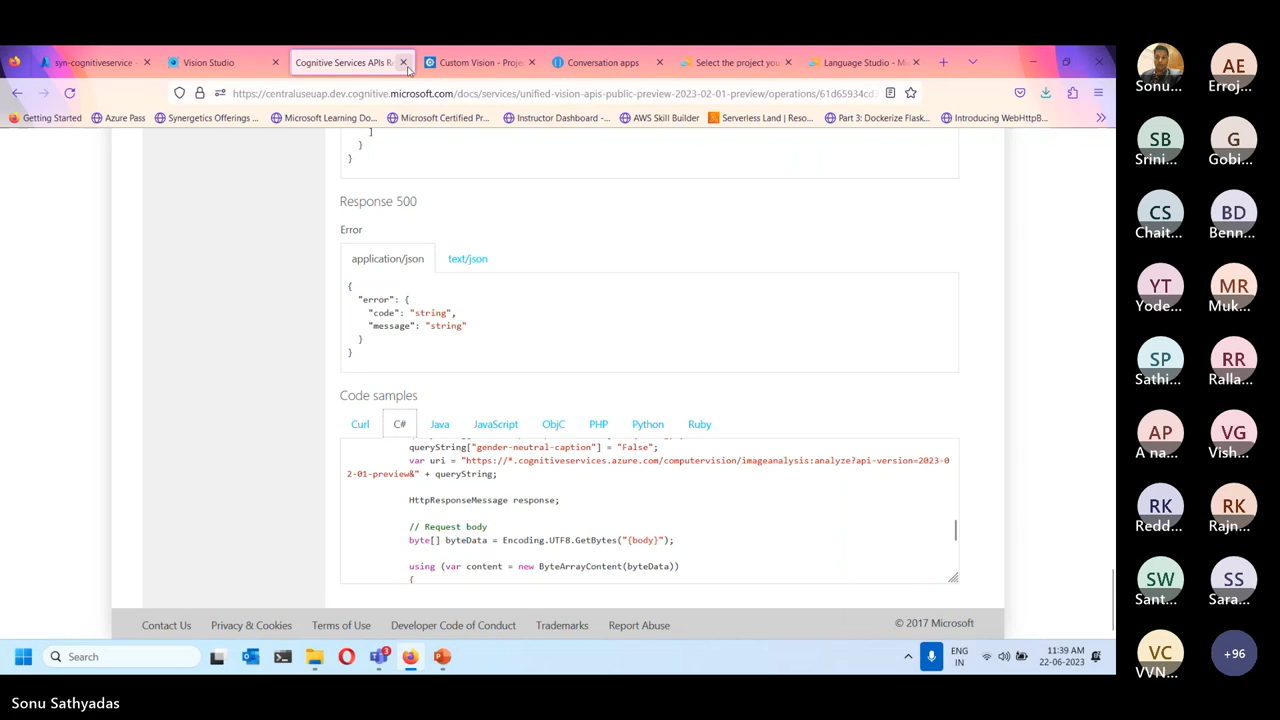 syn-cognitiveservice -
Vision Studio
Cognitive Services APIs R
Custom Vision - Proje
Conversation apps
Select the project you
Language Studio - Mi
https://centraluseuap.dev.cognitive.microsoft.com/docs/services/unified-vision-apis-public-preview-2023-02-01-preview/operations/61d65934cd
Getting Started
Azure Pass
Synergetics Offerings ...
Microsoft Learning Do...
Microsoft Certified Pr...
Instructor Dashboard -...
AWS Skill Builder
Serverless Land | Reso...
Part 3: Dockerize Flask...
Introducing WebHttpB...
]
}
}
Response 500
Error
application/json
text/json
{
"error": {
"code": "string",
"message": "string"
}
}
Code samples
Curl
C#
Java
JavaScript
ObjC
PHP
Python
Ruby
queryString["gender-neutral-caption"] = "False";
var uri = "https://*.cognitiveservices.azure.com/computervision/imageanalysis:analyze?api-version=2023-0
2-01-preview&" + queryString;
HttpResponseMessage response;
// Request body
byte[] byteData = Encoding.UTF8.GetBytes("{body}");
using (var content = new ByteArrayContent(byteData))
{
Contact Us
Privacy & Cookies
Terms of Use
Developer Code of Conduct
Trademarks
Report Abuse
© 2017 Microsoft
Search
3
ENG
IN
11:39 AM
22-06-2023
Sonu Sathyadas
Sonu...
AE
Erroj...
SB
Srini...
G
Gobi...
CS
Chait...
BD
Benn...
YT
Yode...
MR
Muk...
SP
Sathi...
RR
Ralla...
AP
A na...
VG
Vish...
RK
Redd...
RK
Rajn...
SW
Sant...
SS
Sara...
VC
VVN...
+96